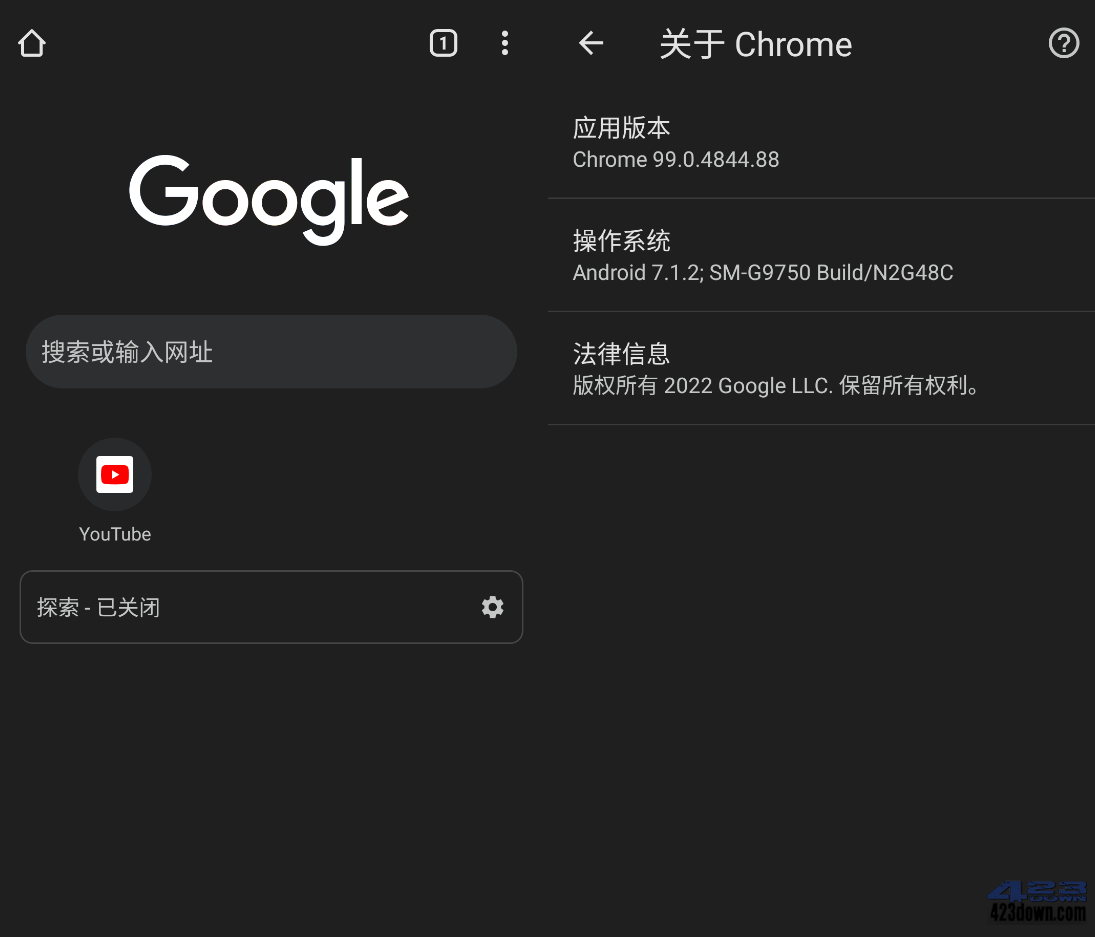 1
Google
搜索或输入网址
YouTube
探索 - 已关闭
关于 Chrome
?
应用版本
Chrome 99.0.4844.88
操作系统
Android 7.1.2; SM-G9750 Build/N2G48C
法律信息
版权所有 2022 Google LLC. 保留所有权利。
423
DOWN
423down.com